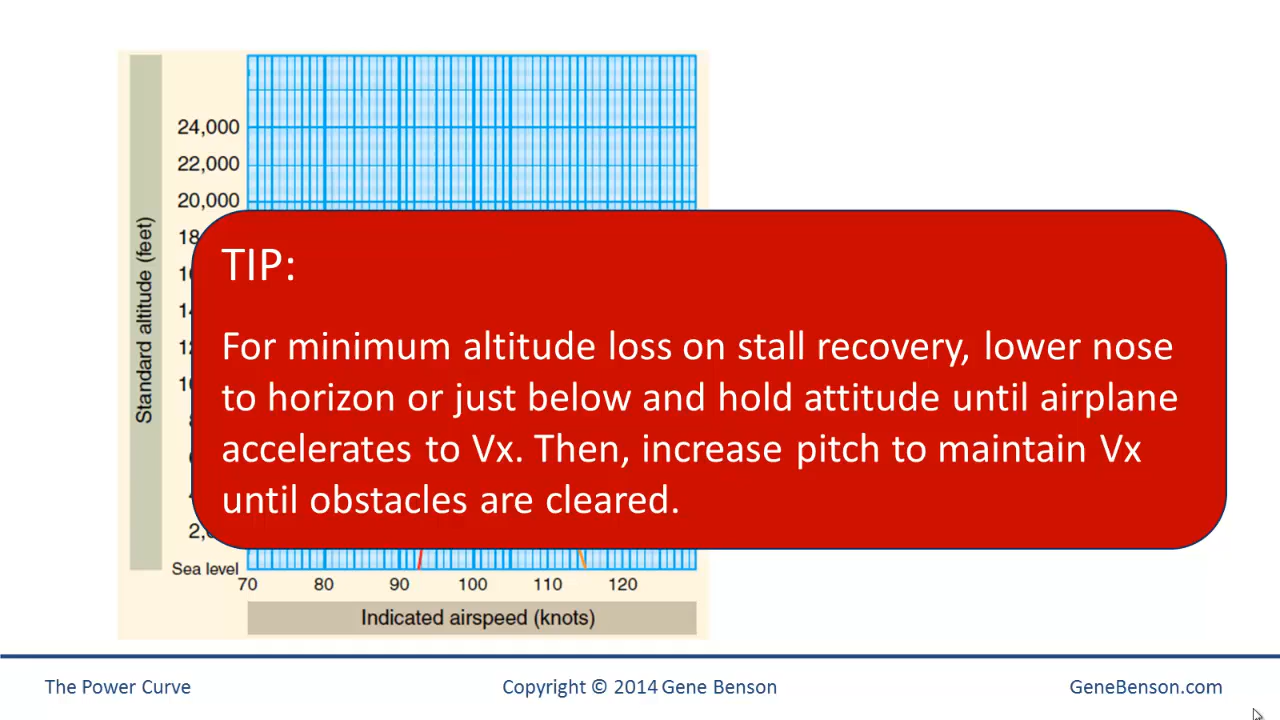 24,000
22,000
20,000
Standard altitude (feet)
TIP:
For minimum altitude loss on stall recovery, lower nose
to horizon or just below and hold attitude until airplane
accelerates to Vx. Then, increase pitch to maintain Vx
until obstacles are cleared.
Sea level
70 80 90 100 110 120
Indicated airspeed (knots)
The Power Curve Copyright © 2014 Gene Benson GeneBenson.com